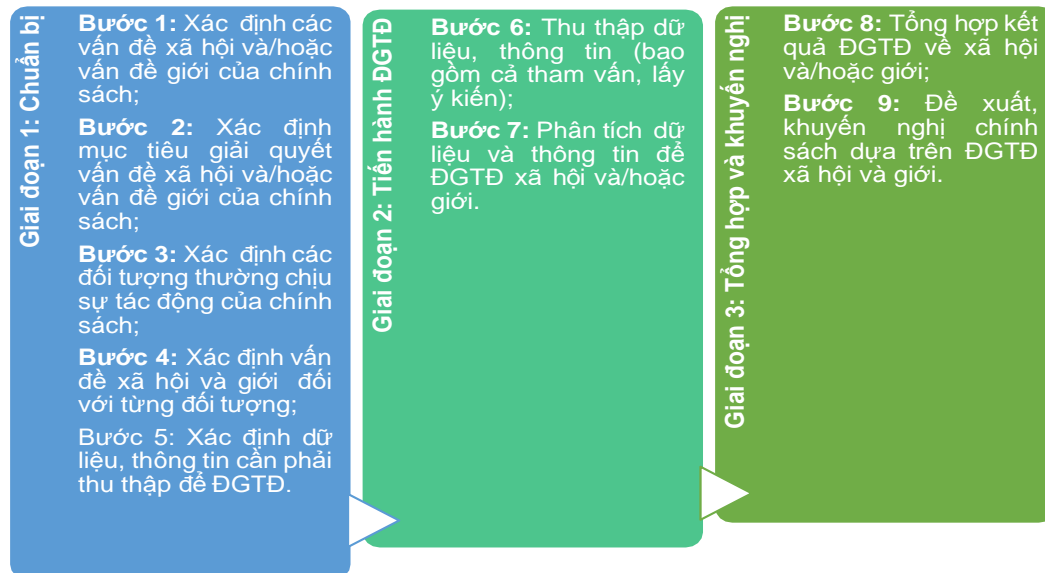 Giai đoạn 1: Chuẩn bị
Bước 1: Xác định các
vấn đề xã hội và/hoặc
vấn đề giới của chính
sách;
Bước 2: Xác định
mục tiêu giải quyết
vấn đề xã hội và/hoặc
vấn đề giới của chính
sách;
Bước 3: Xác định các
đối tượng thường chịu
sự tác động của chính
sách;
Bước 4: Xác định vấn
đề xã hội và giới đối
với từng đối tượng;
Bước 5: Xác định dữ
liệu, thông tin cần phải
thu thập để ĐGTĐ.
Giai đoạn 2: Tiến hành ĐGTĐ
Bước 6: Thu thập dữ
liệu, thông tin (bao
gồm cả tham vấn, lấy
ý kiến);
Bước 7: Phân tích dữ
liệu và thông tin để
ĐGTĐ xã hội và/hoặc
giới.
Giai đoạn 3: Tổng hợp và khuyến nghị
Bước 8: Tổng hợp kết
quả ĐGTĐ về xã hội
và/hoặc giới;
Bước 9: Đề xuất,
khuyến nghị chính
sách dựa trên ĐGTĐ
xã hội và giới.